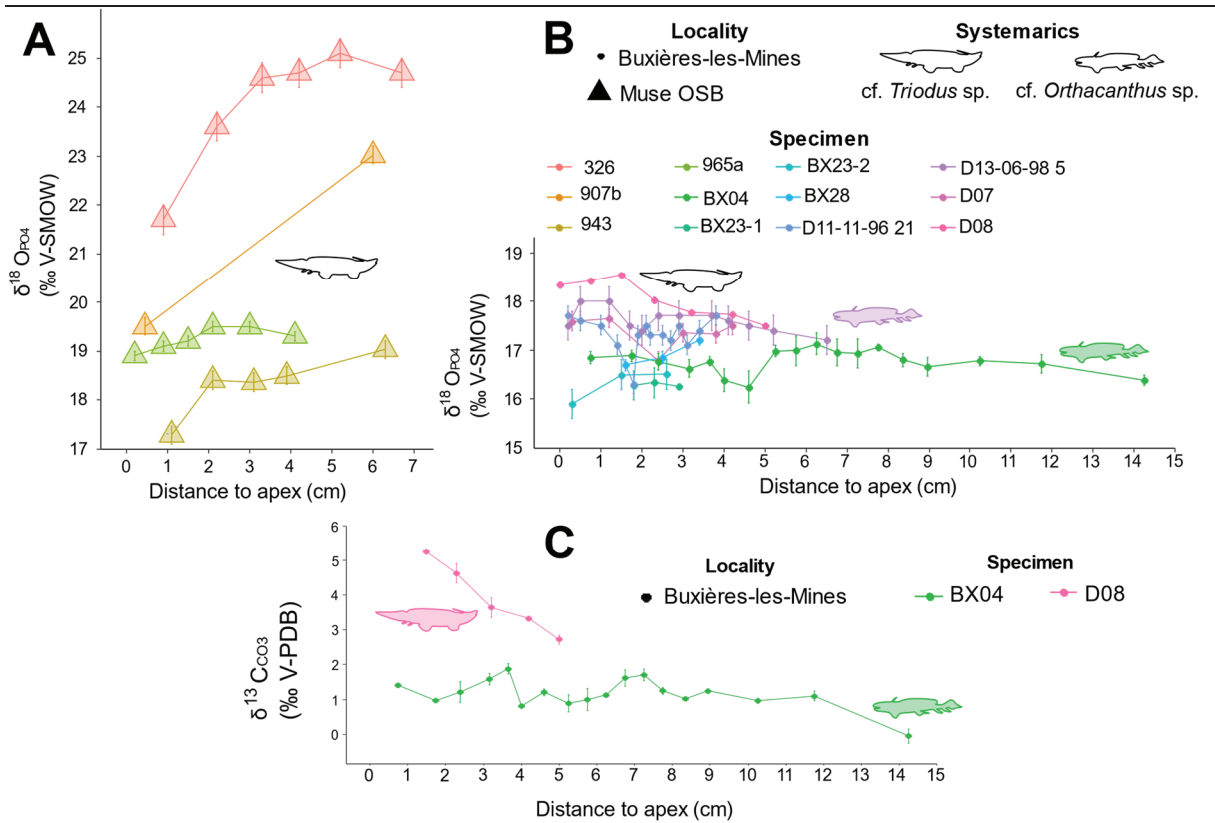 A
25
24
23
22
21
20
19
18
17
δ18 OPO4
(‰ V-SMOW)
0 1 2 3 4 5 6 7
Distance to apex (cm)
B
Locality
Buxières-les-Mines
Muse OSB
Systemarics
cf. Triodus sp. cf. Orthacanthus sp.
Specimen
326 965a BX23-2 D13-06-98 5
907b BX04 BX28 D07
943 BX23-1 D11-11-96 21 D08
19
18
17
16
15
δ18 OPO4
(‰ V-SMOW)
0 1 2 3 4 5 6 7 8 9 10 11 12 13 14 15
Distance to apex (cm)
C
Locality
Buxières-les-Mines
Specimen
BX04 D08
6
5
4
3
2
1
0
δ13 CCO3
(‰ V-PDB)
0 1 2 3 4 5 6 7 8 9 10 11 12 13 14 15
Distance to apex (cm)